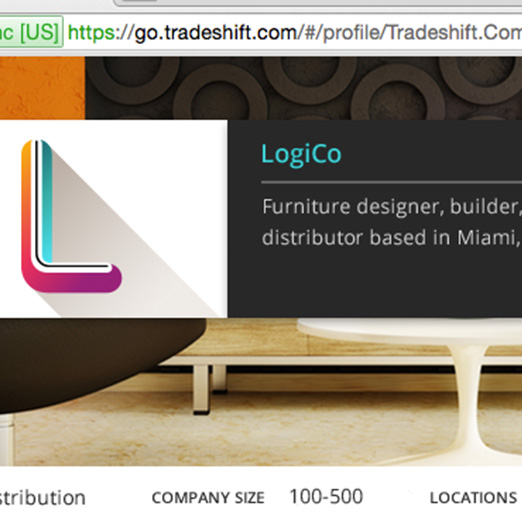 nc [US] https://go.tradeshift.com/#/profile/Tradeshift.Com
LogiCo
Furniture designer, builder,
distributor based in Miami,
stribution COMPANY SIZE 100-500 LOCATIONS